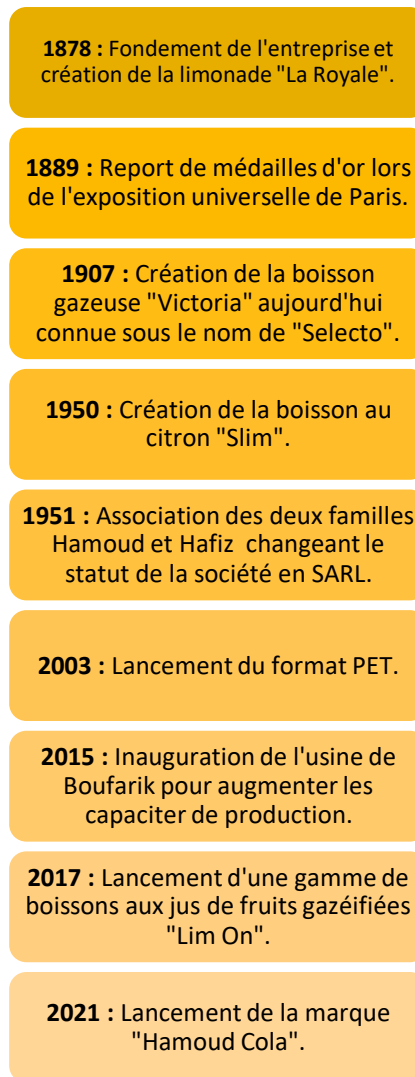 1878 : Fondement de l'entreprise et
création de la limonade "La Royale".
1889 : Report de médailles d'or lors
de l'exposition universelle de Paris.
1907 : Création de la boisson
gazeuse "Victoria" aujourd'hui
connue sous le nom de "Selecto".
1950 : Création de la boisson au
citron "Slim".
1951 : Association des deux familles
Hamoud et Hafiz changeant le
statut de la société en SARL.
2003 : Lancement du format PET.
2015 : Inauguration de l'usine de
Boufarik pour augmenter les
capaciter de production.
2017 : Lancement d'une gamme de
boissons aux jus de fruits gazéifiées
"Lim On".
2021 : Lancement de la marque
"Hamoud Cola".